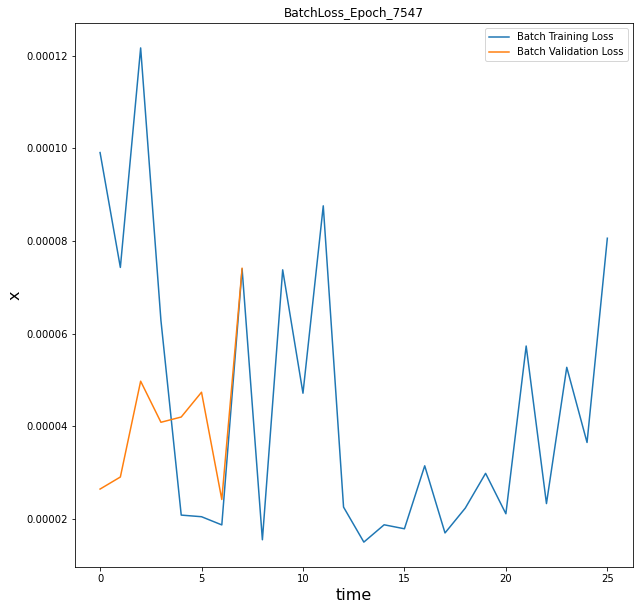 BatchLoss_Epoch_7547
Batch Training Loss
Batch Validation Loss
0.00012
0.00010
0.00008
0.00006
0.00004
0.00002
x
0 5 10 15 20 25
time